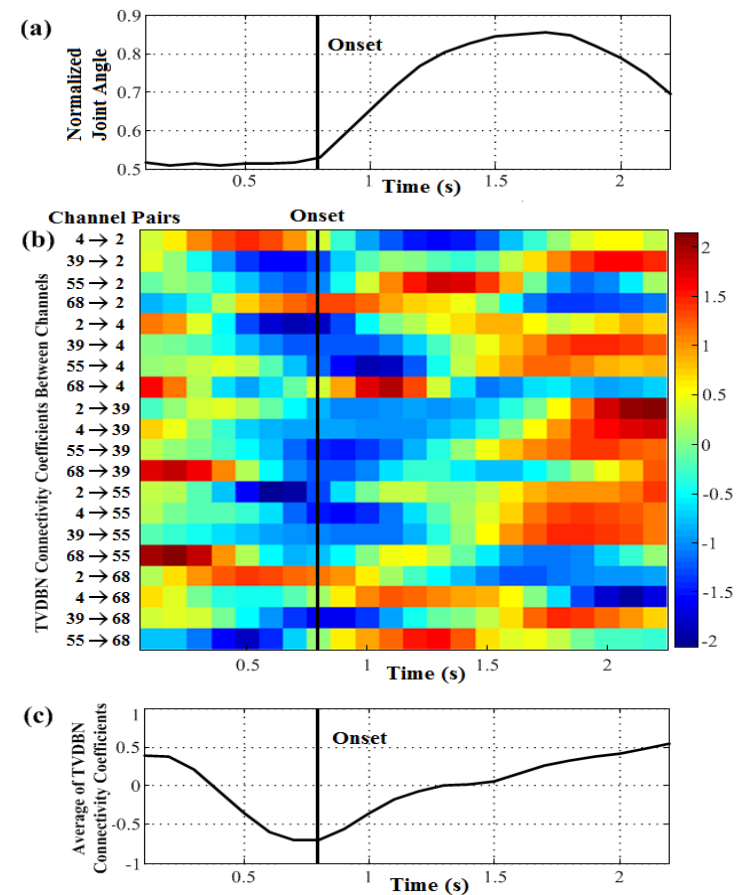 (a)
Normalized
Joint Angle
0.9
0.8
0.7
0.6
0.5
Onset
0.5
1
1.5
2
Time (s)
Channel Pairs
Onset
(b)
TVDBN Connectivity Coefficients Between Channels
4 → 2
39 → 2
55 → 2
68 → 2
2 → 4
39 → 4
55 → 4
68 → 4
2 → 39
4 → 39
55 → 39
68 → 39
2 → 55
4 → 55
39 → 55
68 → 55
2 → 68
4 → 68
39 → 68
55 → 68
2
1.5
1
0.5
0
-0.5
-1
-1.5
-2
0.5
1
1.5
2
Time (s)
(c)
Average of TVDBN
Connectivity Coefficients
1
0.5
0
-0.5
-1
Onset
0.5
1
1.5
2
Time (s)